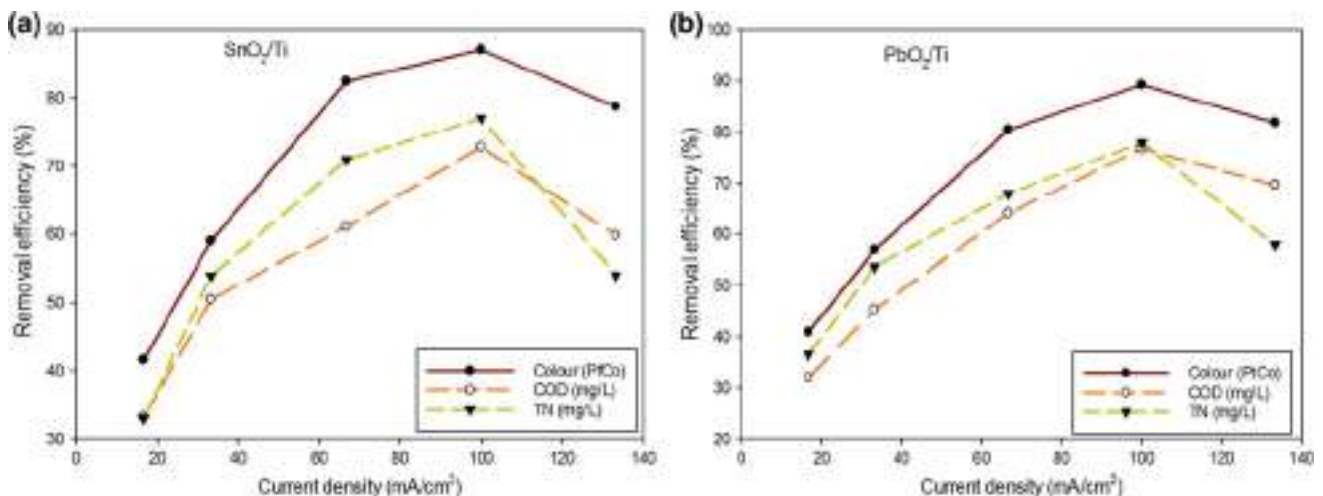 (a)
SnO₂/Ti
Removal efficiency (%)
90
80
70
60
50
40
30
0
20
40
60
80
100
120
140
Current density (mA/cm²)
Colour (PtCo)
COD (mg/L)
TN (mg/L)
(b)
PbO₂/Ti
Removal efficiency (%)
100
90
80
70
60
50
40
30
20
0
20
40
60
80
100
120
140
Current density (mA/cm²)
Colour (PtCo)
COD (mg/L)
TN (mg/L)